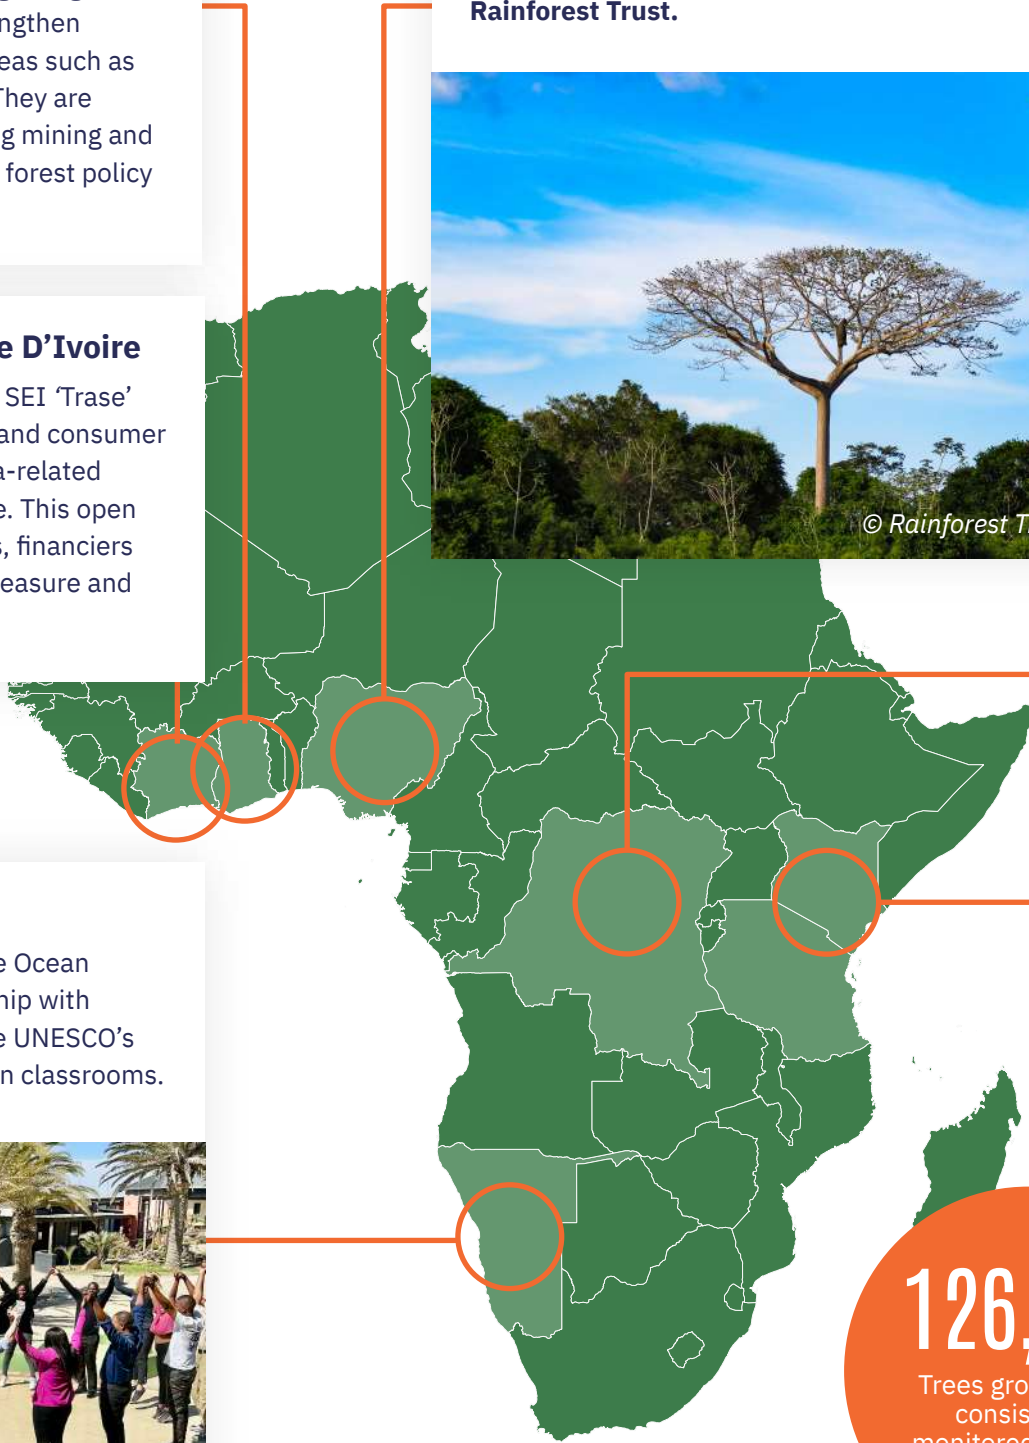 ngthen
eas such as
They are
g mining and
forest policy
Rainforest Trust.
© Rainforest T
e D’Ivoire
SEI ‘Trase’
and consumer
a-related
e. This open
s, financiers
easure and
e Ocean
hip with
e UNESCO’s
n classrooms.
126,
Trees gro
consis
monitored